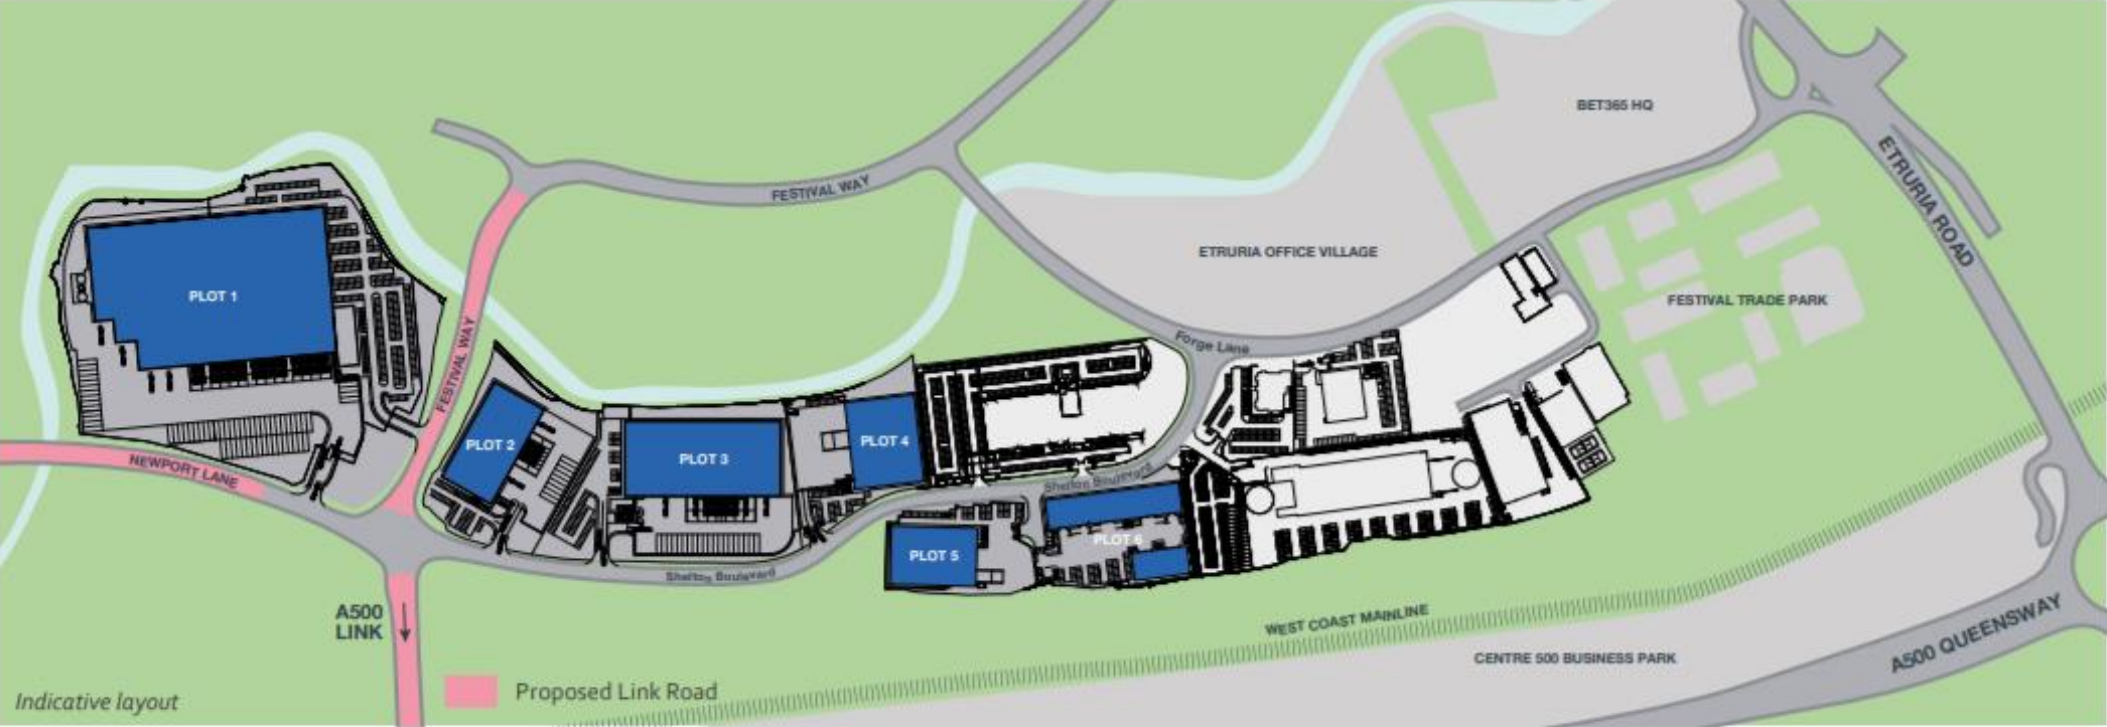 BET365 HQ
ETRURIA ROAD
FESTIVAL WAY
ETRURIA OFFICE VILLAGE
PLOT 1
FESTIVAL TRADE PARK
Forge Lane
FESTIVAL WAY
PLOT 2
PLOT 3
PLOT 4
NEWPORT LANE
Shelton Boulevard
PLOT 5
PLOT 6
Shelton Boulevard
A500
LINK
WEST COAST MAINLINE
A500 QUEENSWAY
CENTRE 500 BUSINESS PARK
Proposed Link Road
Indicative layout